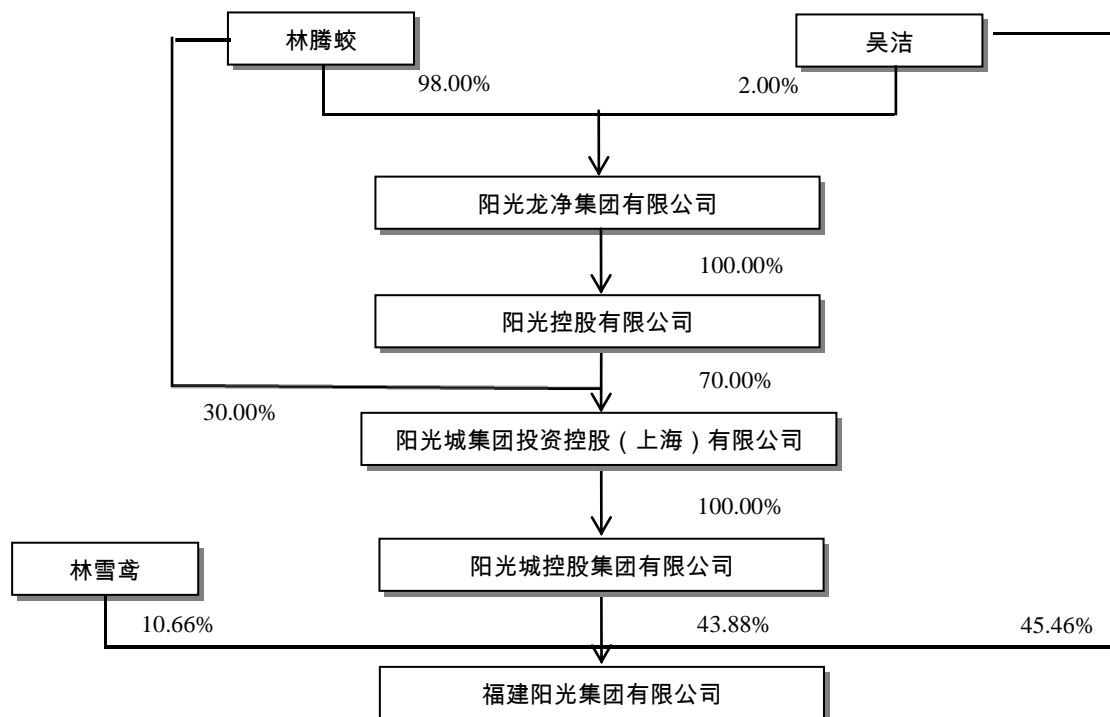 林腾蛟
吴洁
98.00%
2.00%
阳光龙净集团有限公司
100.00%
阳光控股有限公司
70.00%
30.00%
阳光城集团投资控股（上海）有限公司
100.00%
林雪鸢
阳光城控股集团有限公司
10.66%
43.88%
45.46%
福建阳光集团有限公司